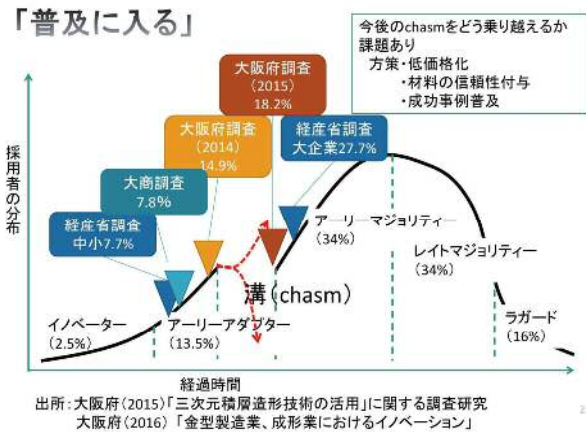 「普及に入る」
今後のchasmをどう乗り越えるか
課題あり
方策・低価格化
・材料の信頼性付与
・成功事例普及
大阪府調査
(2015)
18.2%
大阪府調査
(2014)
14.9%
経産省調査
大企業27.7%
大商調査
7.8%
経産省調査
中小7.7%
採用者の分布
アーリーマジョリティー
(34%)
レイトマジョリティー
(34%)
溝(chasm)
イノベーター
(2.5%)
アーリーアダプター
(13.5%)
ラガード
(16%)
経過時間
出所:大阪府(2015)「三次元積層造形技術の活用」に関する調査研究
大阪府(2016) 「金型製造業、成形業におけるイノベーション」